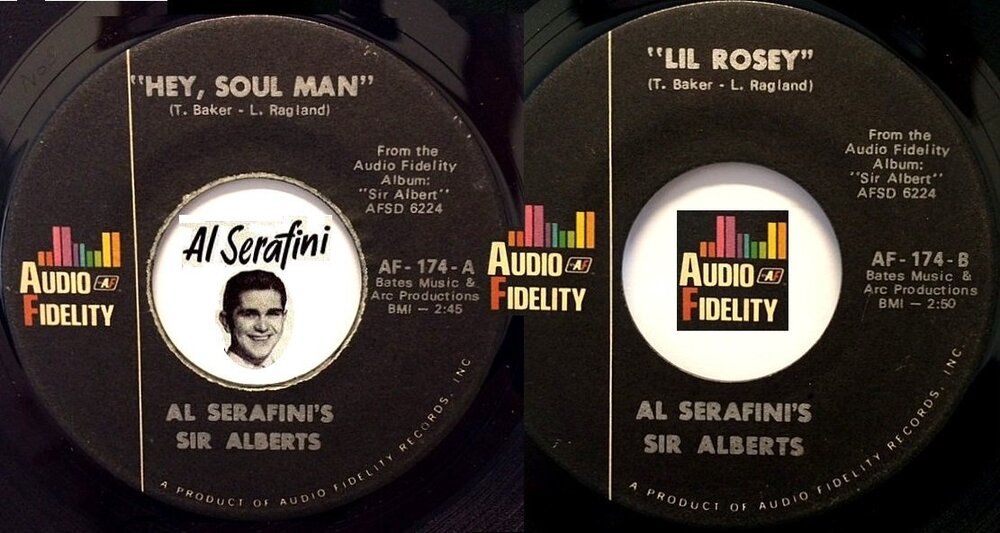 "HEY, SOUL MAN"
(T. Baker - L. Ragland)
From the
Audio Fidelity
Album:
"Sir Albert"
AFSD 6224
Al Serafini
AUDIO AF
FIDELITY
AF-174-A
Bates Music &
Arc Productions
BMI — 2:45
AL SERAFINI'S
SIR ALBERTS
A PRODUCT OF AUDIO FIDELITY RECORDS, INC.
"LIL ROSEY"
(T. Baker - L. Ragland)
From the
Audio Fidelity
Album:
"Sir Albert"
AFSD 6224
AUDIO AF
FIDELITY
AUDIO AF
FIDELITY
AF-174-B
Bates Music &
Arc Productions
BMI — 2:50
AL SERAFINI'S
SIR ALBERTS
A PRODUCT OF AUDIO FIDELITY RECORDS, INC.